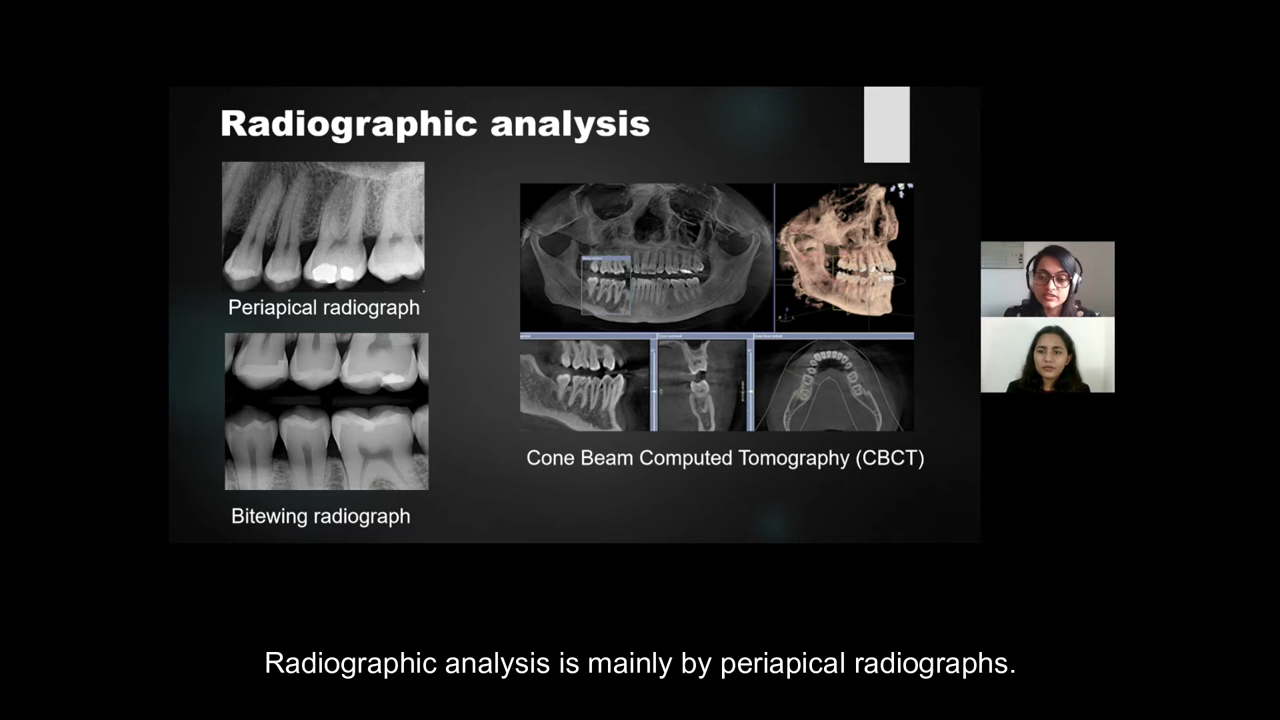 Radiographic analysis
Periapical radiograph
Bitewing radiograph
Cone Beam Computed Tomography (CBCT)
Radiographic analysis is mainly by periapical radiographs.